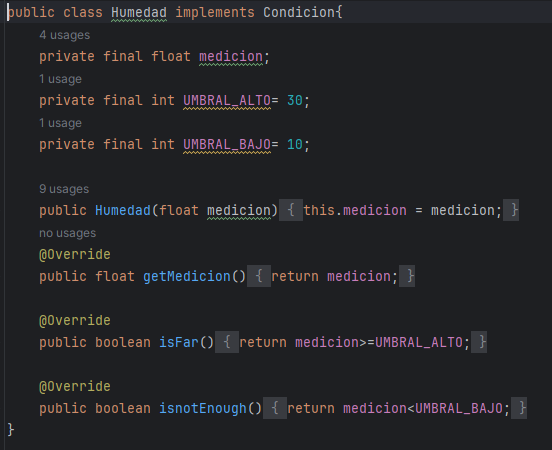 public class Humedad implements Condicion{
4 usages
private final float medicion;
1 usage
private final int UMBRAL_ALTO= 30;
1 usage
private final int UMBRAL_BAJO= 10;
9 usages
public Humedad(float medicion) { this.medicion = medicion; }
no usages
@Override
public float getMedicion() { return medicion; }
@Override
public boolean isFar() { return medicion>=UMBRAL_ALTO; }
@Override
public boolean isnotEnough() { return medicion<UMBRAL_BAJO; }
}